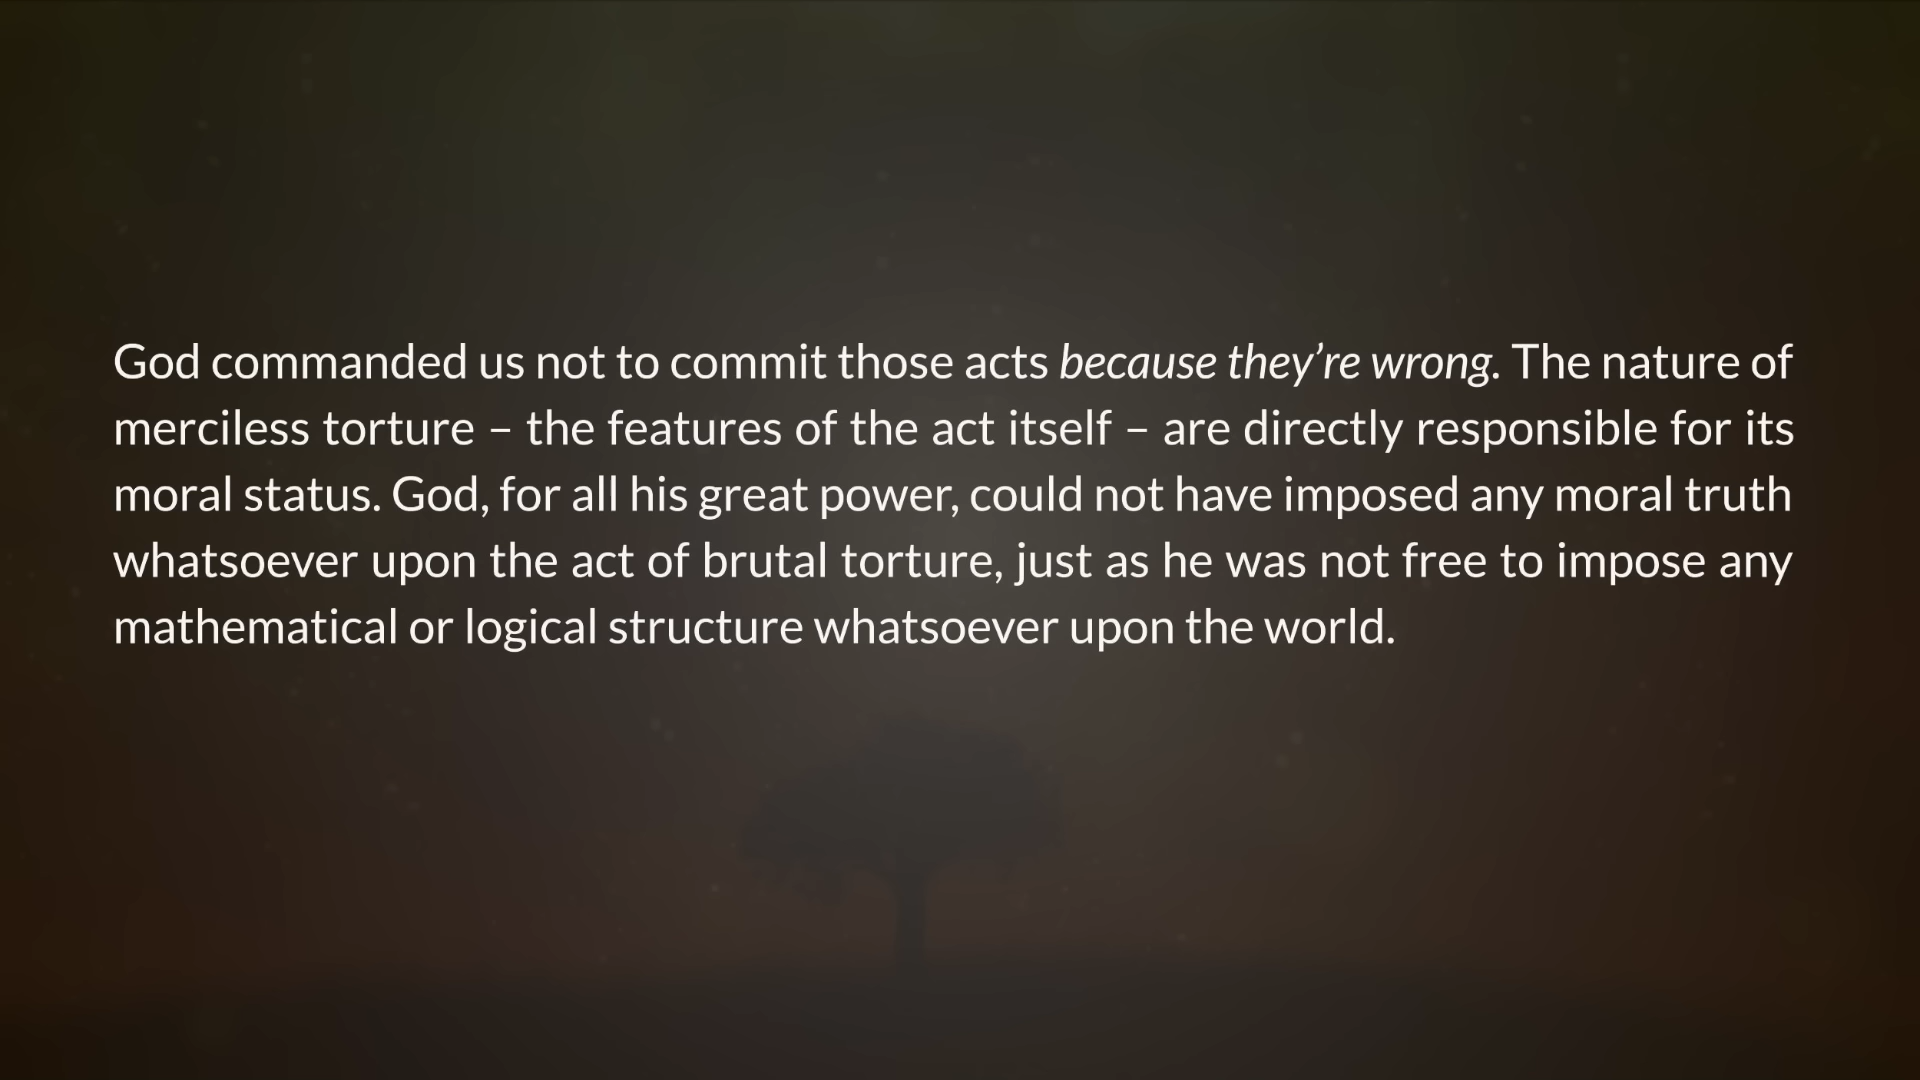 God commanded us not to commit those acts because they’re wrong. The nature of
merciless torture – the features of the act itself – are directly responsible for its
moral status. God, for all his great power, could not have imposed any moral truth
whatsoever upon the act of brutal torture, just as he was not free to impose any
mathematical or logical structure whatsoever upon the world.